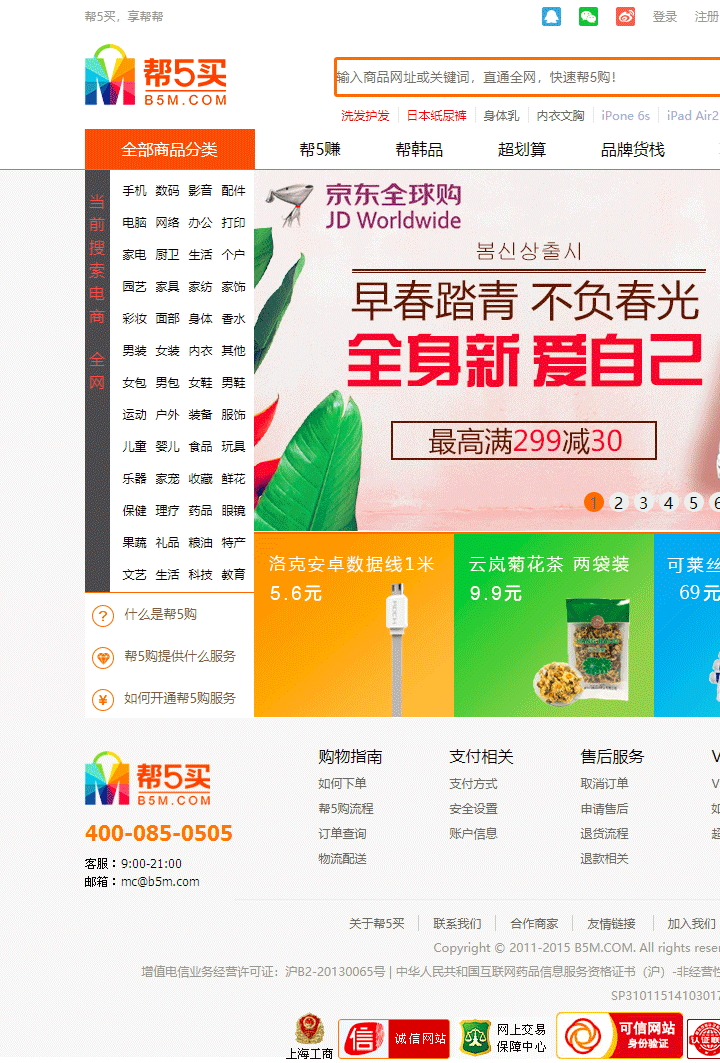 帮5买，享帮帮
登录 注册
帮5买
B5M.COM
输入商品网址或关键词，直通全网，快速帮5购！
洗发护发 日本纸尿裤 身体乳 内衣文胸 iPone 6s iPad Air2
全部商品分类 帮5赚 帮韩品 超划算 品牌货栈
当前搜索电商 全网
手机 数码 影音 配件
电脑 网络 办公 打印
家电 厨卫 生活 个户
园艺 家具 家纺 家饰
彩妆 面部 身体 香水
男装 女装 内衣 其他
女包 男包 女鞋 男鞋
运动 户外 装备 服饰
儿童 婴儿 食品 玩具
乐器 家宠 收藏 鲜花
保健 理疗 药品 眼镜
果蔬 礼品 粮油 特产
文艺 生活 科技 教育
京东全球购
JD Worldwide
봄신상출시
早春踏青 不负春光
全身新 爱自己
最高满299减30
1 2 3 4 5 6
洛克安卓数据线1米
5.6元
云岚菊花茶 两袋装
9.9元
可莱丝
69元
什么是帮5购
帮5购提供什么服务
如何开通帮5购服务
帮5买
B5M.COM
400-085-0505
客服：9:00-21:00
邮箱：mc@b5m.com
购物指南
如何下单
帮5购流程
订单查询
物流配送
支付相关
支付方式
安全设置
账户信息
售后服务
取消订单
申请售后
退货流程
退款相关
关于帮5买 联系我们 合作商家 友情链接 加入我们
Copyright © 2011-2015 B5M.COM. All rights reser
增值电信业务经营许可证：沪B2-20130065号 | 中华人民共和国互联网药品信息服务资格证书（沪）-非经营性
SP31011514103017
上海工商
信 诚信网站
网上交易
保障中心
可信网站
身份验证